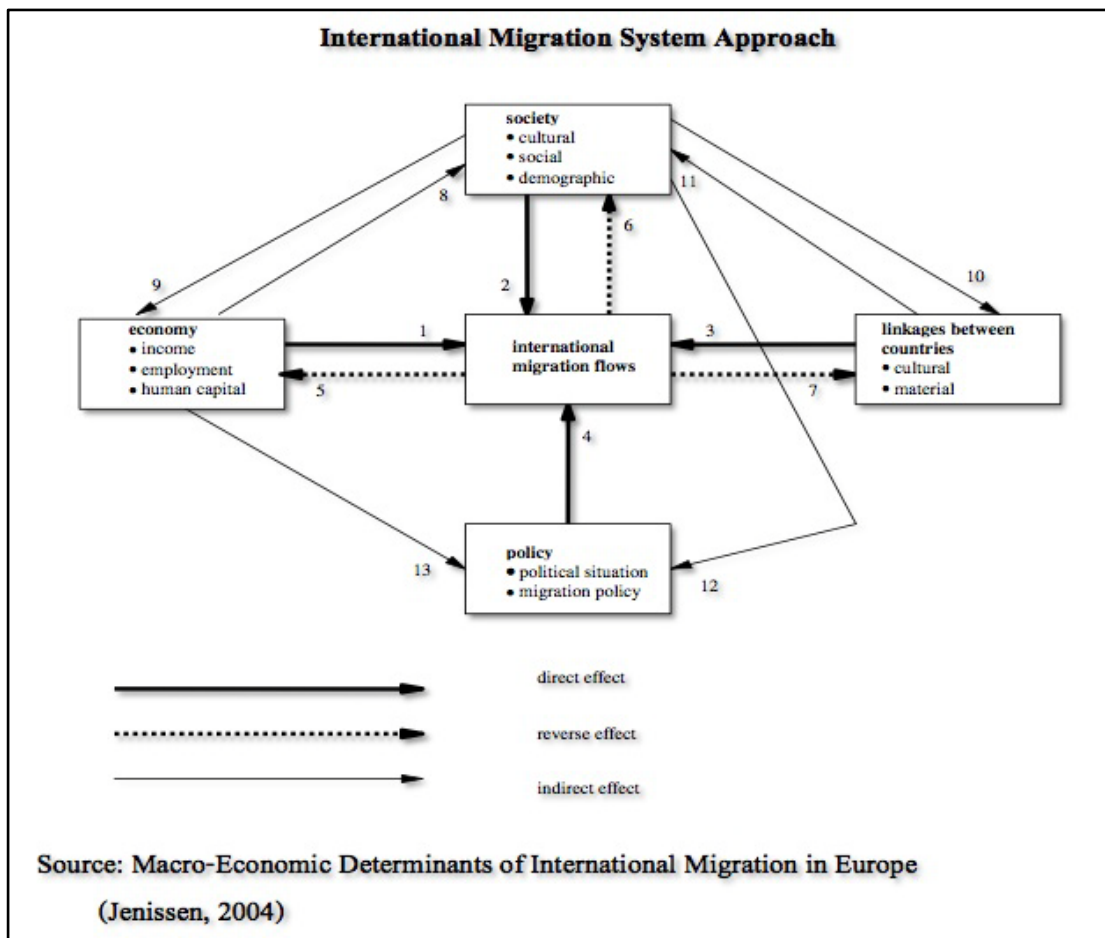 International Migration System Approach
society
• cultural
• social
• demographic
8
11
6
9
2
10
economy
• income
• employment
• human capital
1
international
migration flows
3
linkages between
countries
• cultural
• material
5
7
4
policy
• political situation
• migration policy
13
12
direct effect
reverse effect
indirect effect
Source: Macro-Economic Determinants of International Migration in Europe
(Jenissen, 2004)